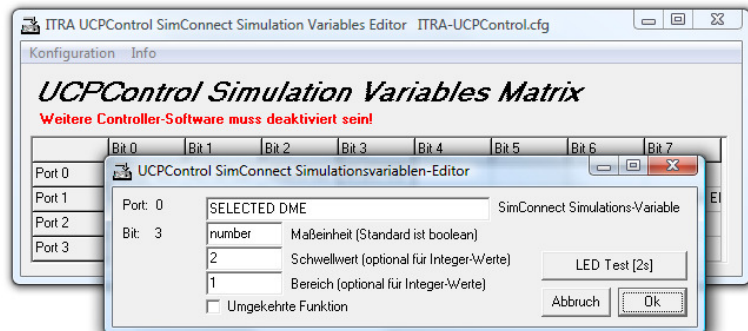 ITRA UCPControl SimConnect Simulation Variables Editor ITRA-UCPControl.cfg
Konfiguration Info
UCPControl Simulation Variables Matrix
Weitere Controller-Software muss deaktiviert sein!
Bit 0 Bit 1 Bit 2 Bit 3 Bit 4 Bit 5 Bit 6 Bit 7
Port 0
Port 1
Port 2
Port 3
UCPControl SimConnect Simulationsvariablen-Editor
Port: 0 SELECTED DME SimConnect Simulations-Variable
Bit: 3 number Maßeinheit (Standard ist boolean)
2 Schwellwert (optional für Integer-Werte)
1 Bereich (optional für Integer-Werte)
LED Test [2s]
Umgekehrte Funktion
Abbruch Ok